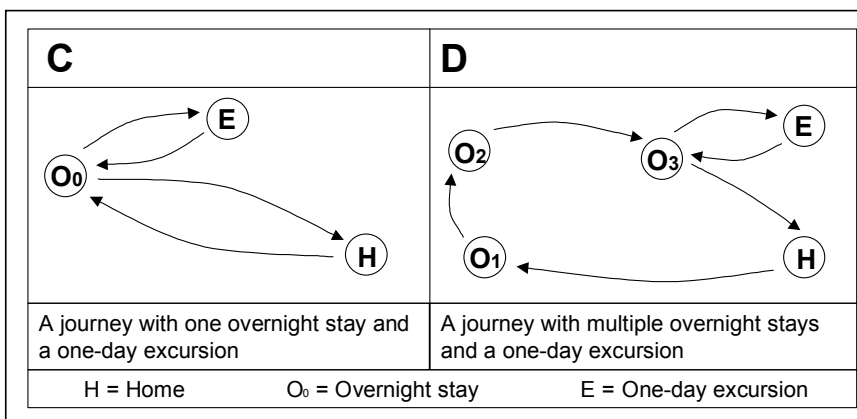 C
D
E
O₀
H
O₂
O₃
E
O₁
H
A journey with one overnight stay and
a one-day excursion
A journey with multiple overnight stays
and a one-day excursion
H = Home O₀ = Overnight stay E = One-day excursion